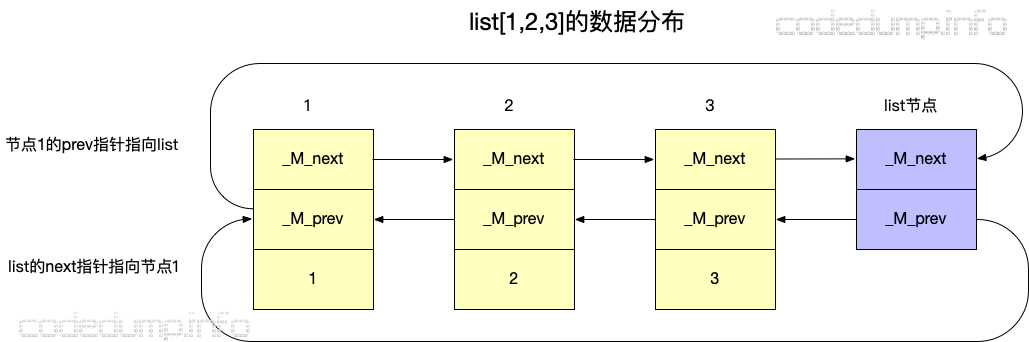 list[1,2,3]的数据分布
codedump.info
1 2 3 list节点
节点1的prev指针指向list
_M_next _M_next _M_next _M_next
_M_prev _M_prev _M_prev _M_prev
list的next指针指向节点1
1 2 3
codedump.info